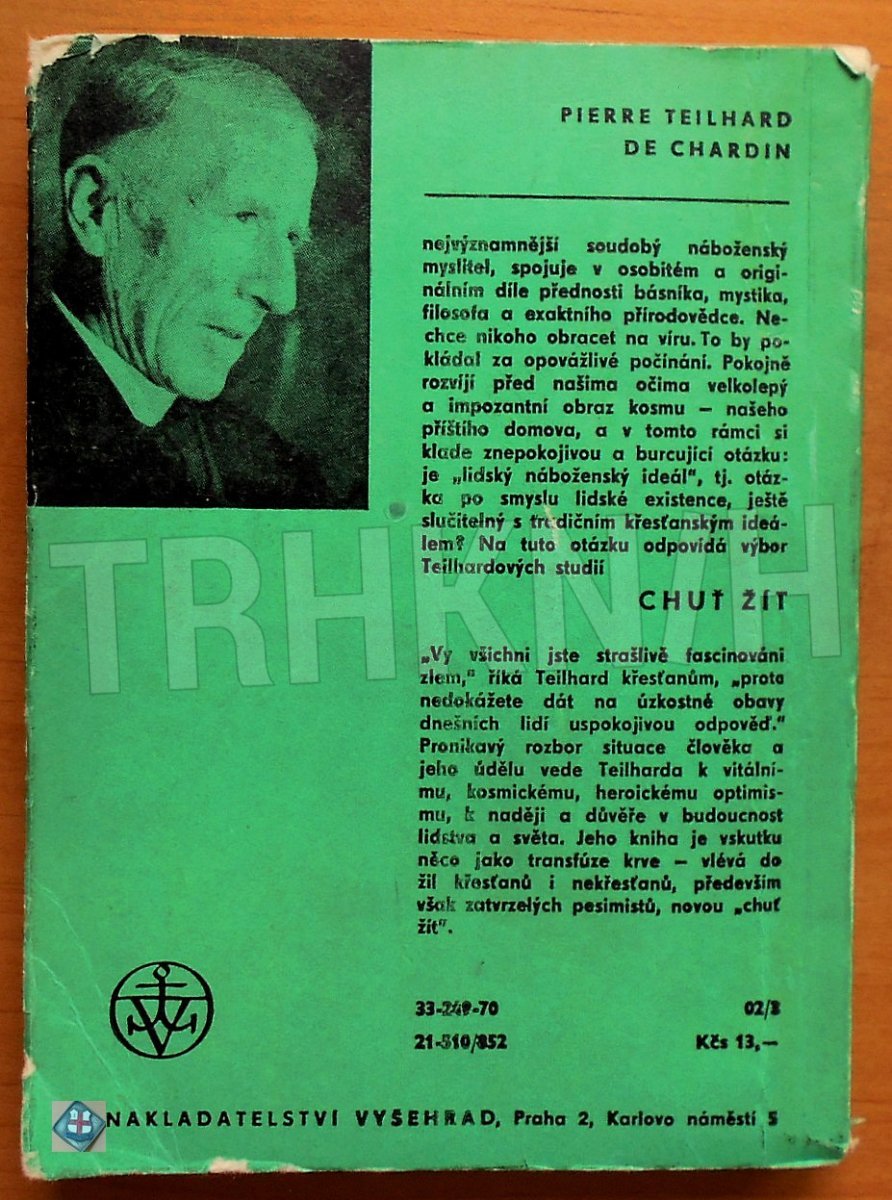 PIERRE TEILHARD
DE CHARDIN
nejvýznamnější soudobý náboženský
myslitel, spojuje v osobitém a origi-
nálním díle přednosti básníka, mystika,
filosofa a exaktního přírodovědce. Ne-
chce nikoho obracet na víru. To by po-
kládal za opovážlivé počínání. Pokojně
rozvíjí před našima očima velkolepý
a impozantní obraz kosmu – našeho
příštího domova, a v tomto rámci si
klade znepokojivou a burcující otázku:
je „lidský náboženský ideál", tj. otáz-
ka po smyslu lidské existence, ještě
slučitelný s tradičním křesťanským ideá-
lem? Na tuto otázku odpovídá výbor
Teilhardových studií
CHUŤ ŽÍT
„Vy všichni jste strašlivě fascinováni
zlem," říká Teilhard křesťanům, „proto
nedokážete dát na úzkostné obavy
dnešních lidí uspokojivou odpověď."
Pronikavý rozbor situace člověka a
jeho údělu vede Teilharda k vitální-
mu, kosmickému, heroickému optimis-
mu, k naději a důvěře v budoucnost
lidstva a světa. Jeho kniha je vskutku
něco jako transfúze krve – vlévá do
žil křesťanů i nekřesťanů, především
však zatvrzelých pesimistů, novou „chuť
žít".
02/3
Kčs 13,–
NAKLADATELSTVÍ VYŠEHRAD, Praha 2, Karlovo náměstí 5
TRHKNIH